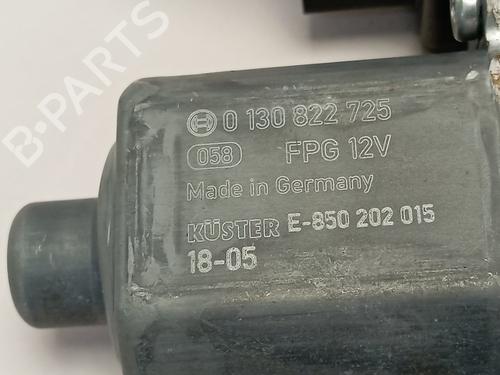 0 130 822 725
058 FPG 12V
Made in Germany
KÜSTER E-850 202 015
18-05
B-PARTS